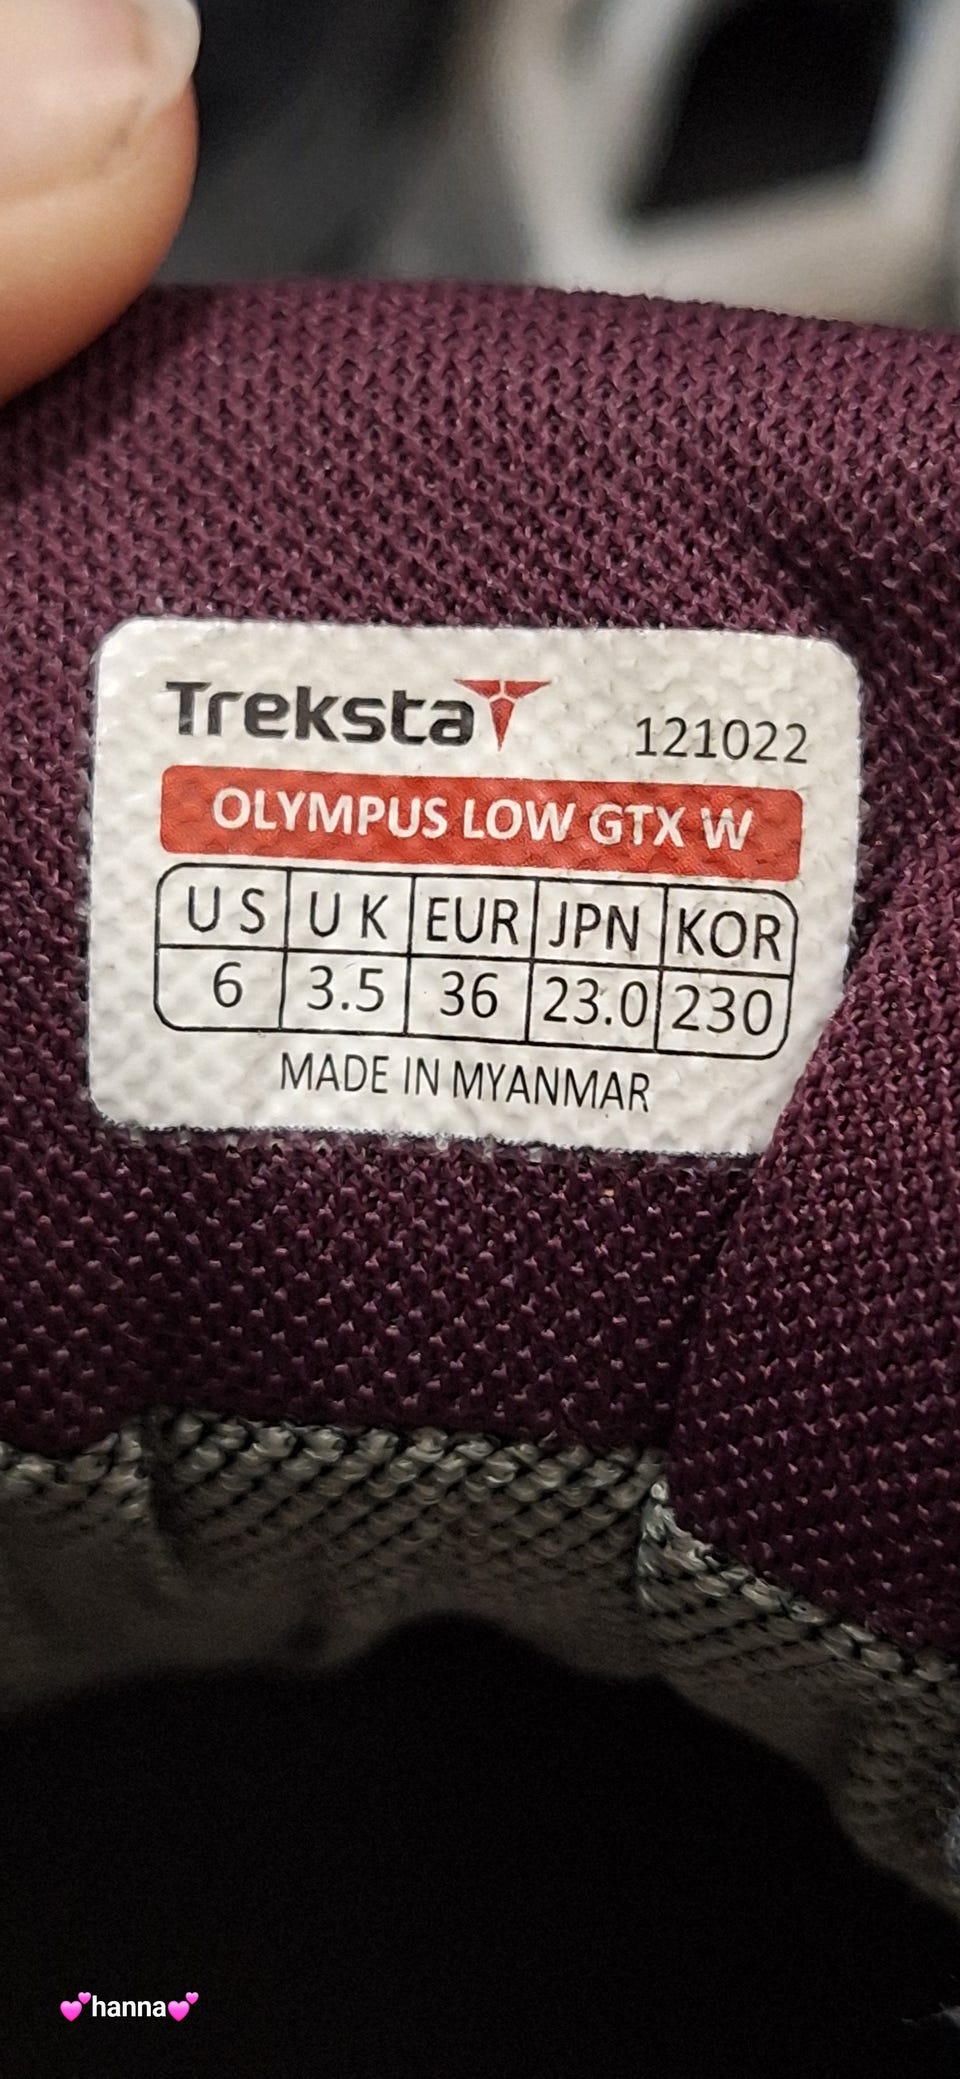 Treksta 121022
OLYMPUS LOW GTX W
US UK EUR JPN KOR
6 3.5 36 23.0 230
MADE IN MYANMAR
💕hanna💕